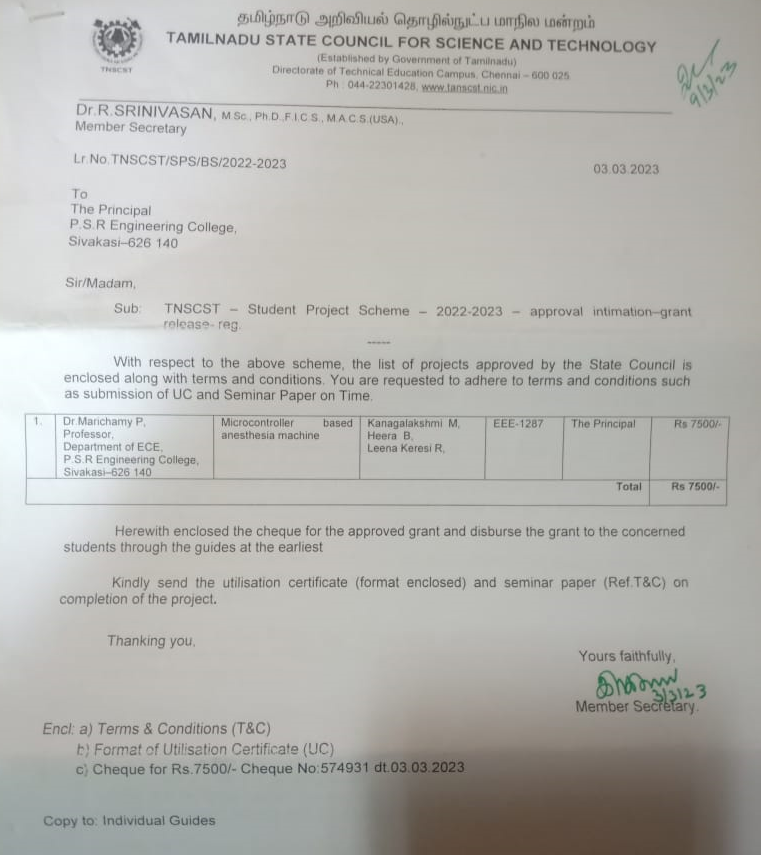 தமிழ்நாடு அறிவியல் தொழில்நுட்ப மாநில மன்றம்
TAMILNADU STATE COUNCIL FOR SCIENCE AND TECHNOLOGY
(Established by Government of Tamilnadu)
Directorate of Technical Education Campus, Chennai – 600 025
Ph : 044-22301428, www.tanscst.nic.in
TNSCST
9/3/23
Dr.R.SRINIVASAN, M.Sc., Ph.D.,F.I.C.S., M.A.C.S.(USA).,
Member Secretary
Lr.No.TNSCST/SPS/BS/2022-2023
03.03.2023
To
The Principal
P.S.R Engineering College,
Sivakasi–626 140
Sir/Madam,
Sub: TNSCST – Student Project Scheme – 2022-2023 – approval intimation–grant
release- reg.
-----
With respect to the above scheme, the list of projects approved by the State Council is
enclosed along with terms and conditions. You are requested to adhere to terms and conditions such
as submission of UC and Seminar Paper on Time.
1. Dr.Marichamy P, Microcontroller based Kanagalakshmi M, EEE-1287 The Principal Rs 7500/-
Professor, anesthesia machine Heera B,
Department of ECE, Leena Keresi R,
P.S.R Engineering College,
Sivakasi–626 140
Total Rs 7500/-
Herewith enclosed the cheque for the approved grant and disburse the grant to the concerned
students through the guides at the earliest
Kindly send the utilisation certificate (format enclosed) and seminar paper (Ref.T&C) on
completion of the project.
Thanking you,
Yours faithfully,
3/3/23
Member Secretary.
Encl: a) Terms & Conditions (T&C)
b) Format of Utilisation Certificate (UC)
c) Cheque for Rs.7500/- Cheque No:574931 dt.03.03.2023
Copy to: Individual Guides